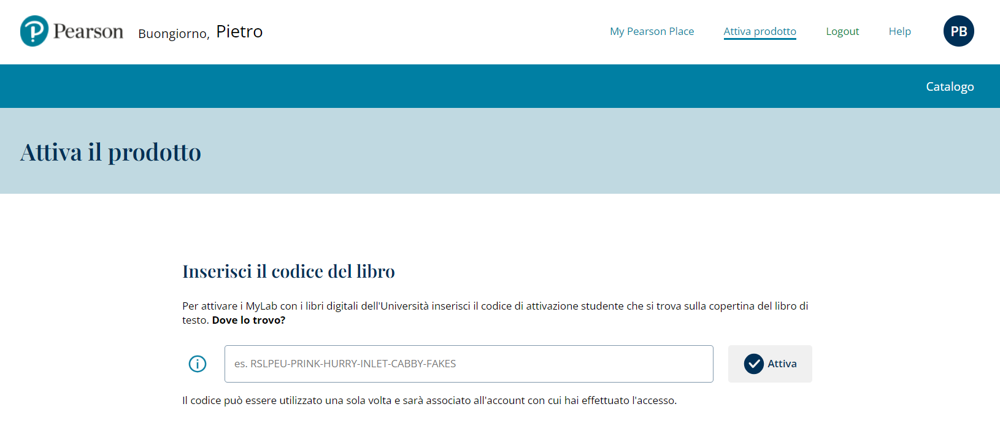 Pearson Buongiorno, Pietro My Pearson Place Attiva prodotto Logout Help PB
Catalogo
Attiva il prodotto
Inserisci il codice del libro
Per attivare i MyLab con i libri digitali dell'Università inserisci il codice di attivazione studente che si trova sulla copertina del libro di
testo. Dove lo trovo?
es. RSLPEU-PRINK-HURRY-INLET-CABBY-FAKES Attiva
Il codice può essere utilizzato una sola volta e sarà associato all'account con cui hai effettuato l'accesso.